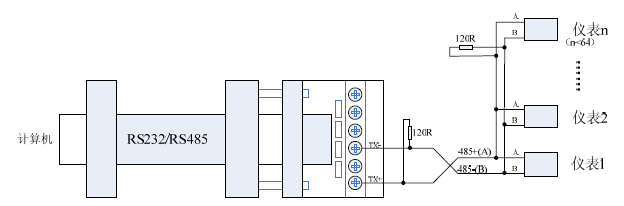 A
仪表n
B
(n<64)
120R
A
仪表2
B
计算机
RS232/RS485
120R
TX-
485+(A)
A
仪表1
485-(B)
B
TX+